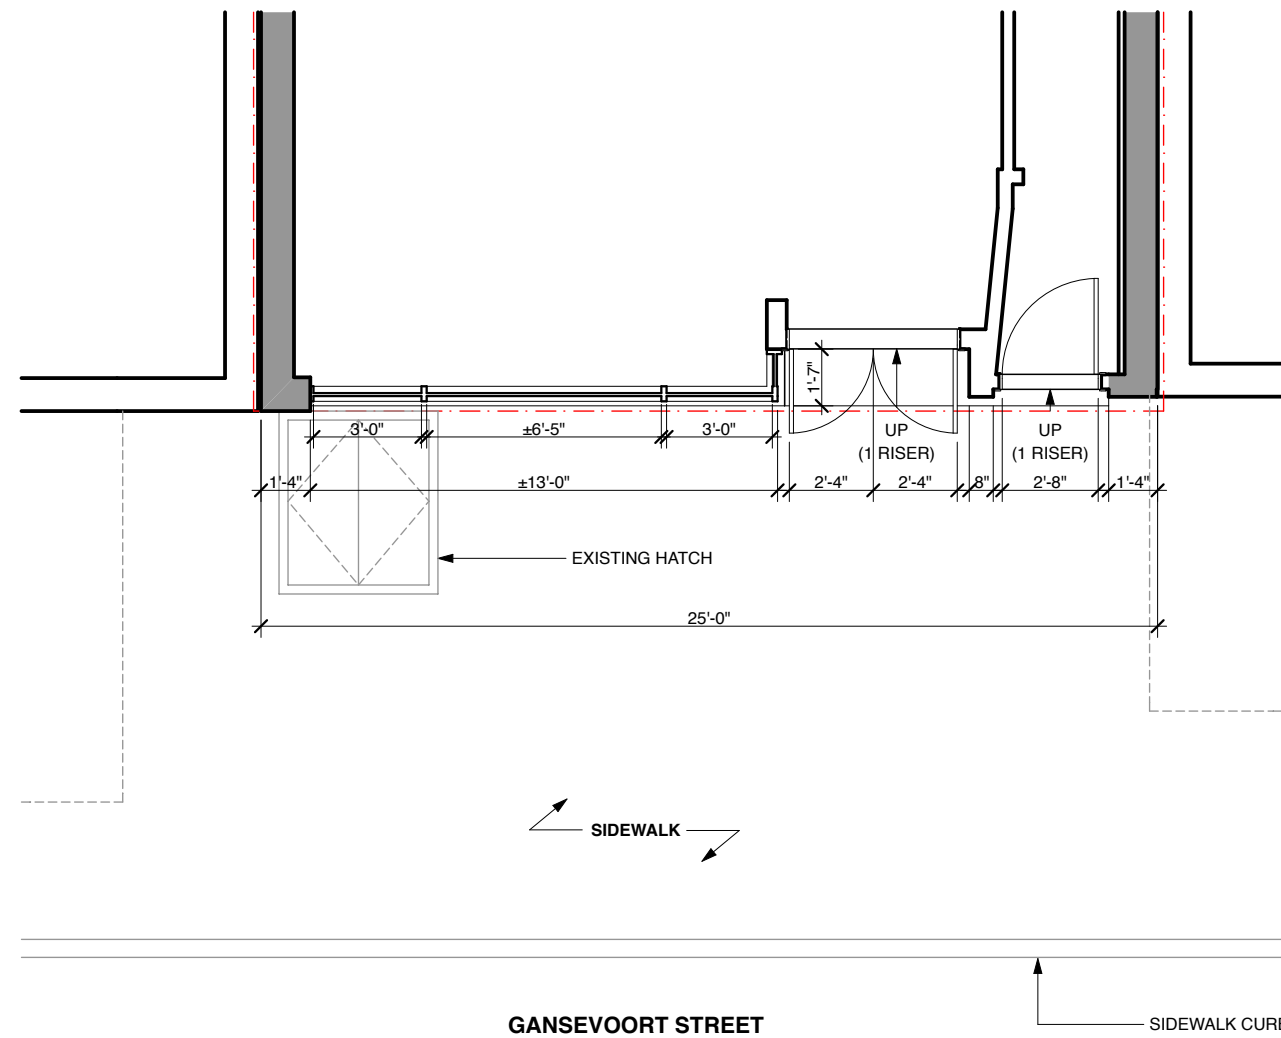 1'-7"
3'-0"
±6'-5"
3'-0"
UP
(1 RISER)
UP
(1 RISER)
1'-4"
±13'-0"
2'-4"
2'-4"
8"
2'-8"
1'-4"
EXISTING HATCH
25'-0"
SIDEWALK
GANSEVOORT STREET
SIDEWALK